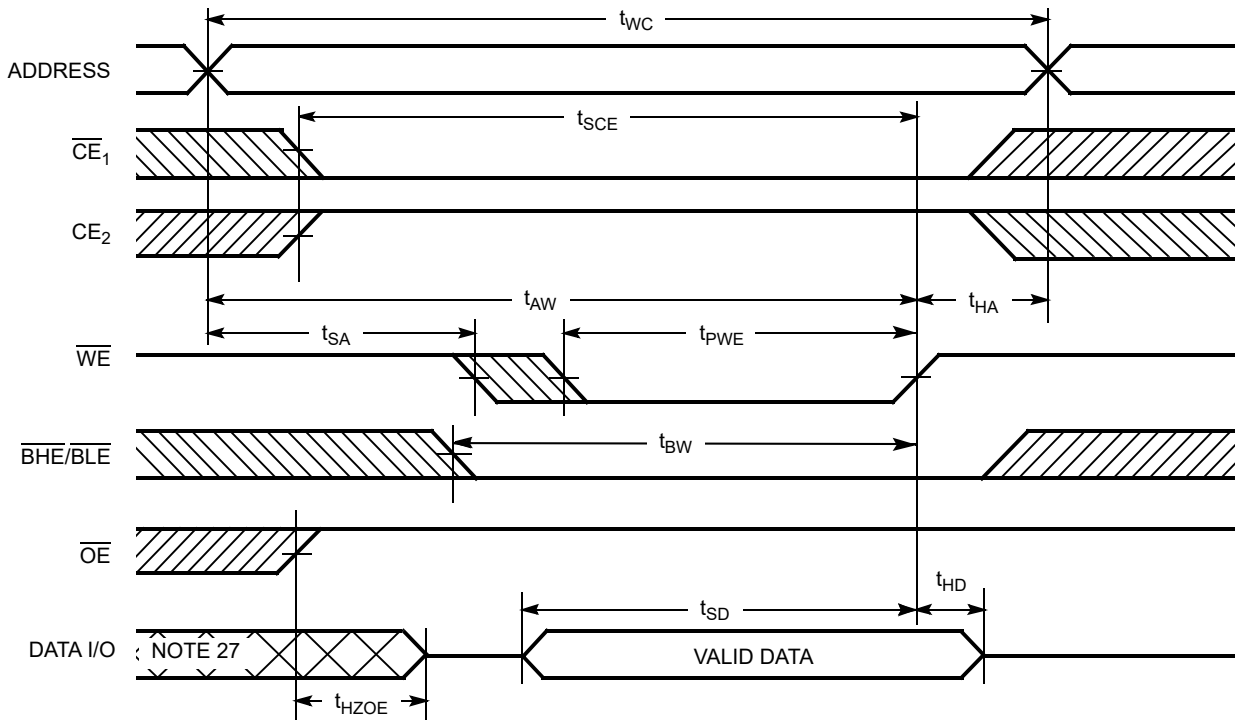 tWC
ADDRESS
tSCE
CE1
CE2
tAW
tHA
tSA
tPWE
WE
tBW
BHE/BLE
OE
tHD
tSD
DATA I/O
NOTE 27
VALID DATA
tHZOE